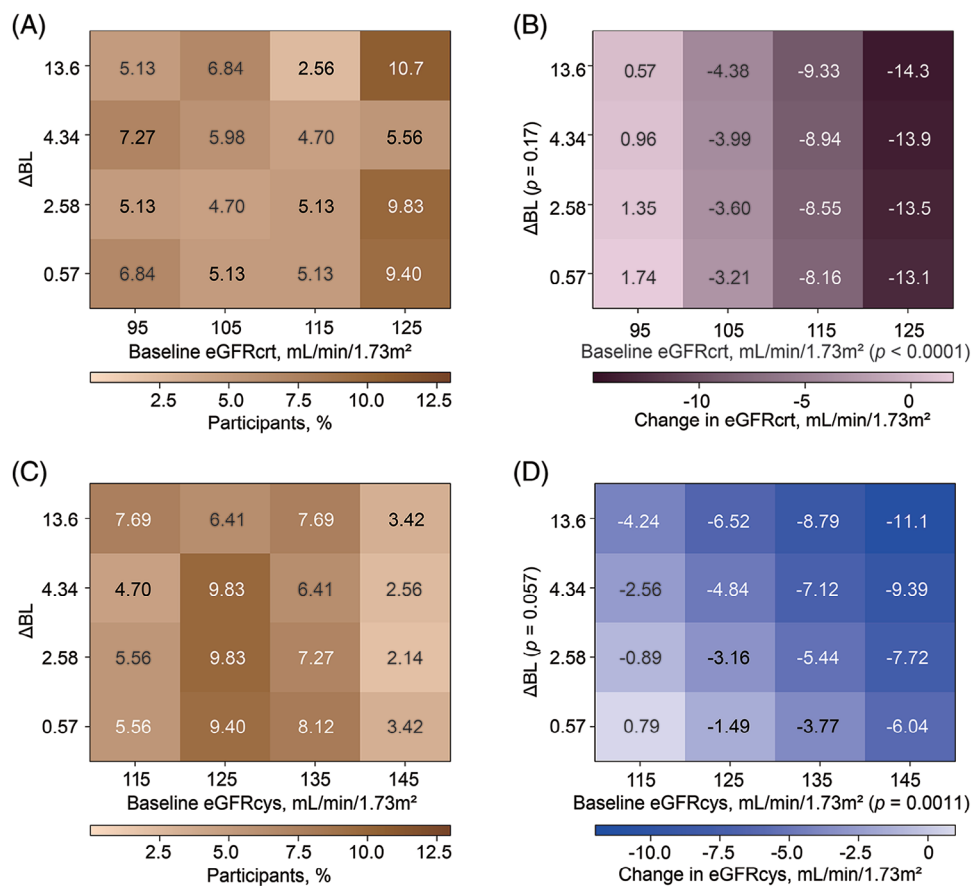 (A)
ΔBL
13.6 5.13 6.84 2.56 10.7
4.34 7.27 5.98 4.70 5.56
2.58 5.13 4.70 5.13 9.83
0.57 6.84 5.13 5.13 9.40
95 105 115 125
Baseline eGFRcrt, mL/min/1.73m²
2.5 5.0 7.5 10.0 12.5
Participants, %
(B)
ΔBL (p = 0.17)
13.6 0.57 -4.38 -9.33 -14.3
4.34 0.96 -3.99 -8.94 -13.9
2.58 1.35 -3.60 -8.55 -13.5
0.57 1.74 -3.21 -8.16 -13.1
95 105 115 125
Baseline eGFRcrt, mL/min/1.73m² (p < 0.0001)
-10 -5 0
Change in eGFRcrt, mL/min/1.73m²
(C)
ΔBL
13.6 7.69 6.41 7.69 3.42
4.34 4.70 9.83 6.41 2.56
2.58 5.56 9.83 7.27 2.14
0.57 5.56 9.40 8.12 3.42
115 125 135 145
Baseline eGFRcys, mL/min/1.73m²
2.5 5.0 7.5 10.0 12.5
Participants, %
(D)
ΔBL (p = 0.057)
13.6 -4.24 -6.52 -8.79 -11.1
4.34 -2.56 -4.84 -7.12 -9.39
2.58 -0.89 -3.16 -5.44 -7.72
0.57 0.79 -1.49 -3.77 -6.04
115 125 135 145
Baseline eGFRcys, mL/min/1.73m² (p = 0.0011)
-10.0 -7.5 -5.0 -2.5 0
Change in eGFRcys, mL/min/1.73m²